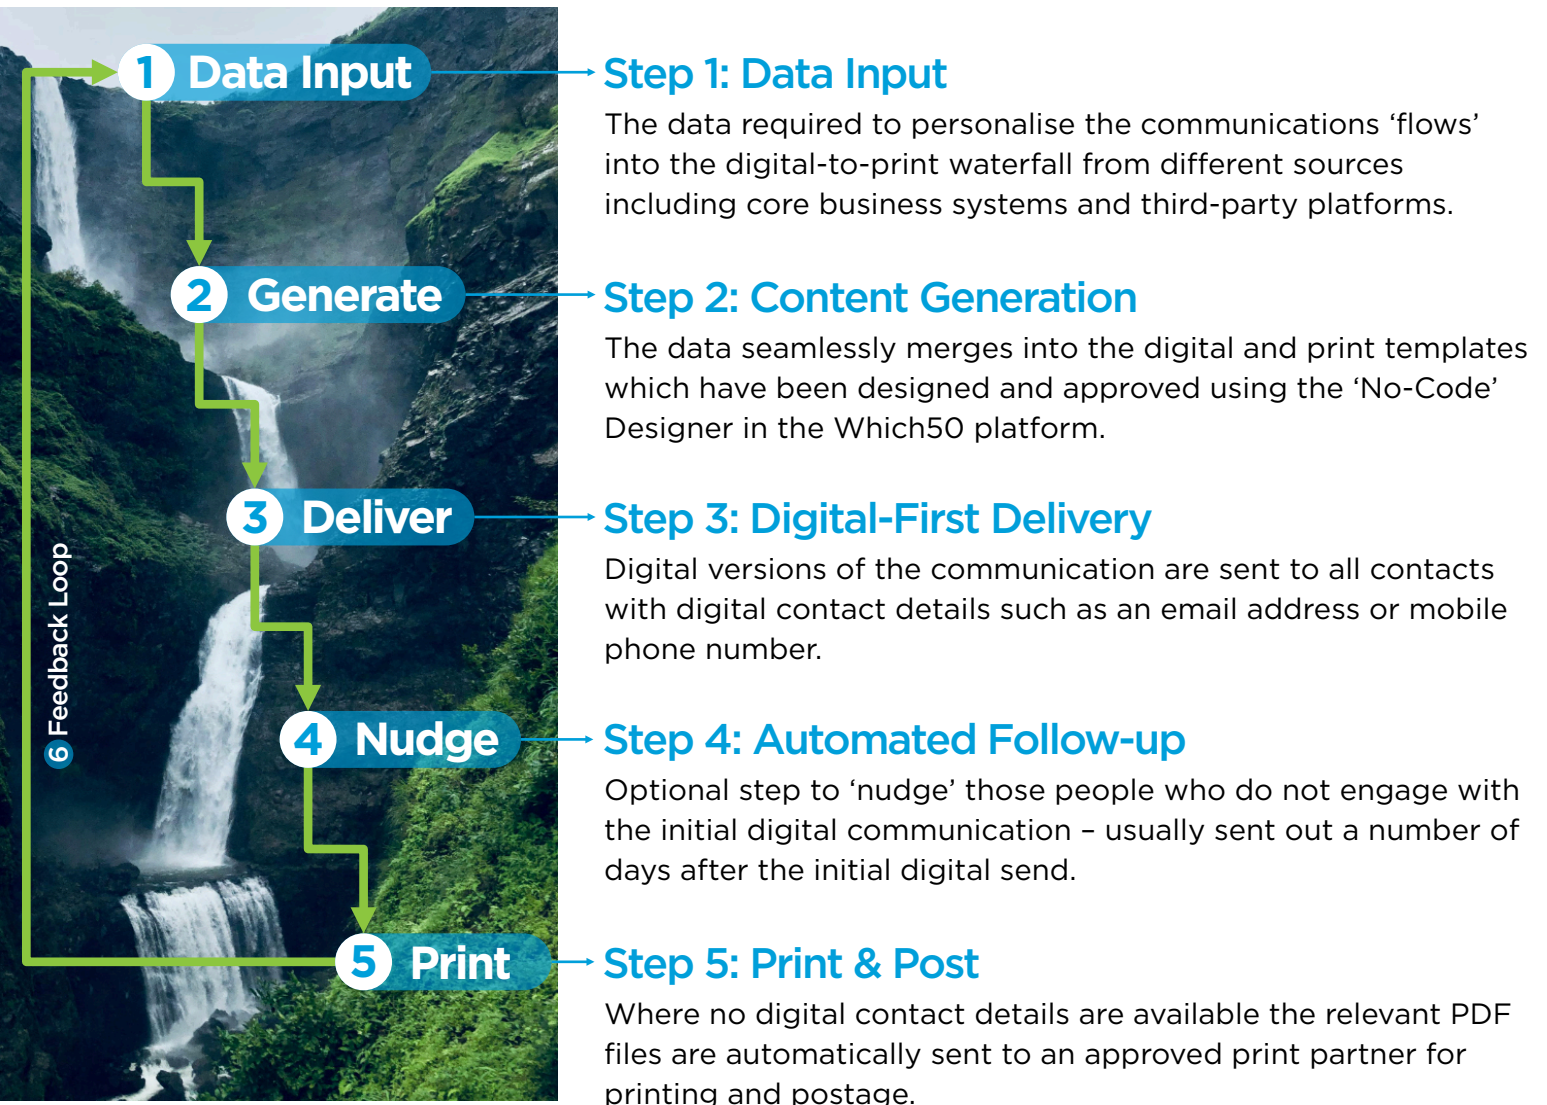 1 Data Input
2 Generate
3 Deliver
4 Nudge
5 Print
6 Feedback Loop
Step 1: Data Input
The data required to personalise the communications ‘flows’
into the digital-to-print waterfall from different sources
including core business systems and third-party platforms.
Step 2: Content Generation
The data seamlessly merges into the digital and print templates
which have been designed and approved using the ‘No-Code’
Designer in the Which50 platform.
Step 3: Digital-First Delivery
Digital versions of the communication are sent to all contacts
with digital contact details such as an email address or mobile
phone number.
Step 4: Automated Follow-up
Optional step to ‘nudge’ those people who do not engage with
the initial digital communication – usually sent out a number of
days after the initial digital send.
Step 5: Print & Post
Where no digital contact details are available the relevant PDF
files are automatically sent to an approved print partner for
printing and postage.